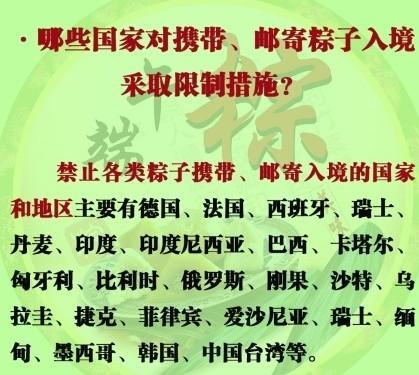 ·哪些国家对携带、邮寄粽子入境
采取限制措施？
禁止各类粽子携带、邮寄入境的国家
和地区主要有德国、法国、西班牙、瑞士、
丹麦、印度、印度尼西亚、巴西、卡塔尔、
匈牙利、比利时、俄罗斯、刚果、沙特、乌
拉圭、捷克、菲律宾、爱沙尼亚、瑞士、缅
甸、墨西哥、韩国、中国台湾等。
端午
粽